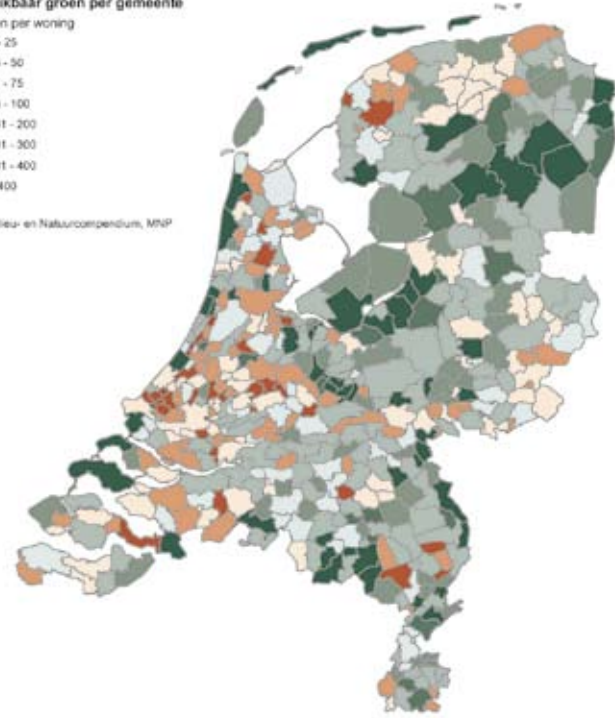 ikbaar groen per gemeente
n per woning
- 25
- 50
- 75
- 100
1 - 200
1 - 300
1 - 400
400
lieu- en Natuurcompendium, MNP